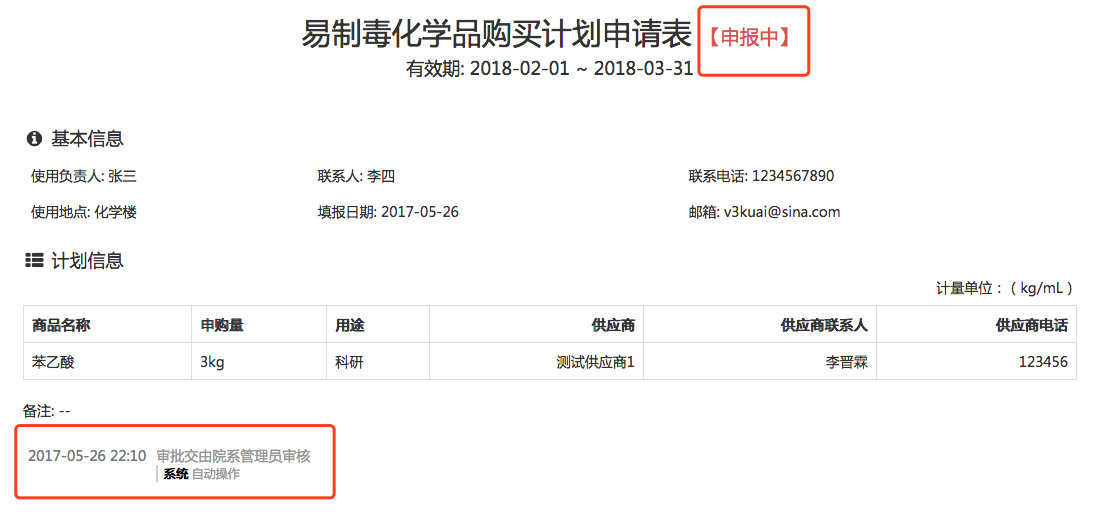 易制毒化学品购买计划申请表【申报中】
有效期: 2018-02-01 ~ 2018-03-31
基本信息
使用负责人: 张三 联系人: 李四 联系电话: 1234567890
使用地点: 化学楼 填报日期: 2017-05-26 邮箱: v3kuai@sina.com
计划信息
计量单位：（ kg/mL ）
商品名称 申购量 用途 供应商 供应商联系人 供应商电话
苯乙酸 3kg 科研 测试供应商1 李晋霖 123456
备注: --
2017-05-26 22:10 审批交由院系管理员审核
系统 自动操作